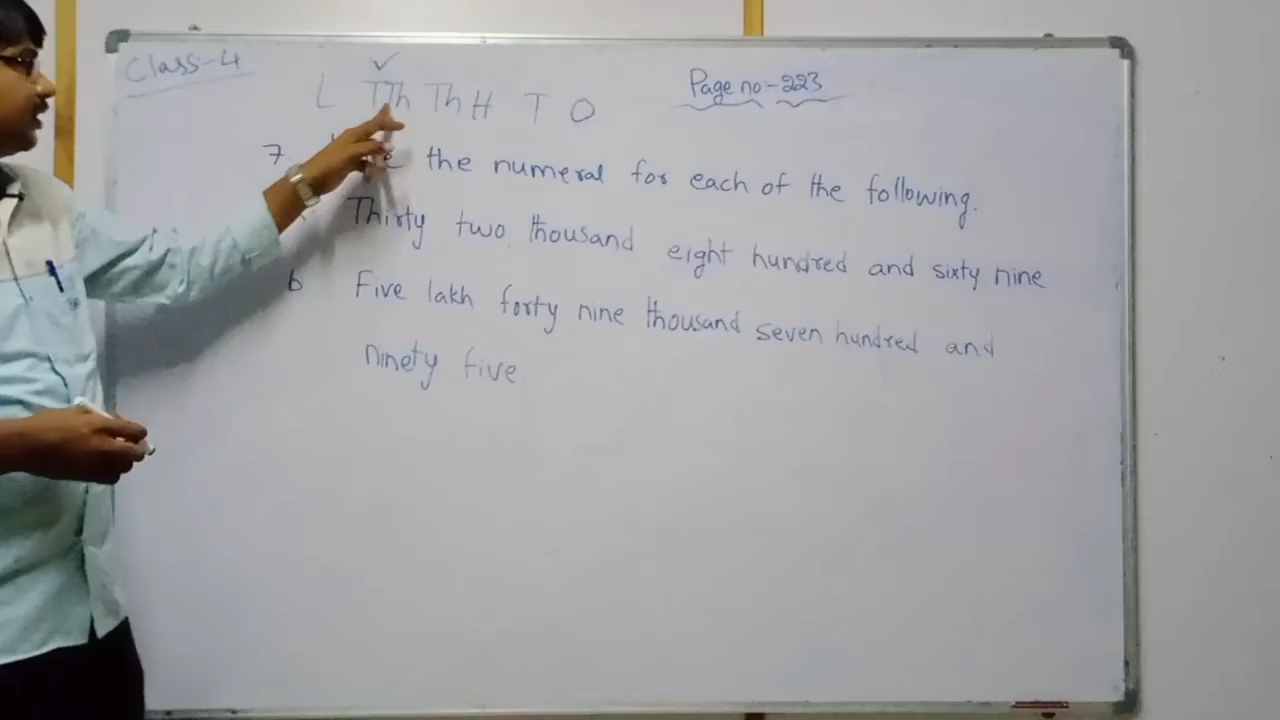 Class-4
✓
L TTh Th H T O
Page no:-223
7 the numeral for each of the following.
Thirty two thousand eight hundred and sixty nine
b Five lakh forty nine thousand seven hundred and
ninety five